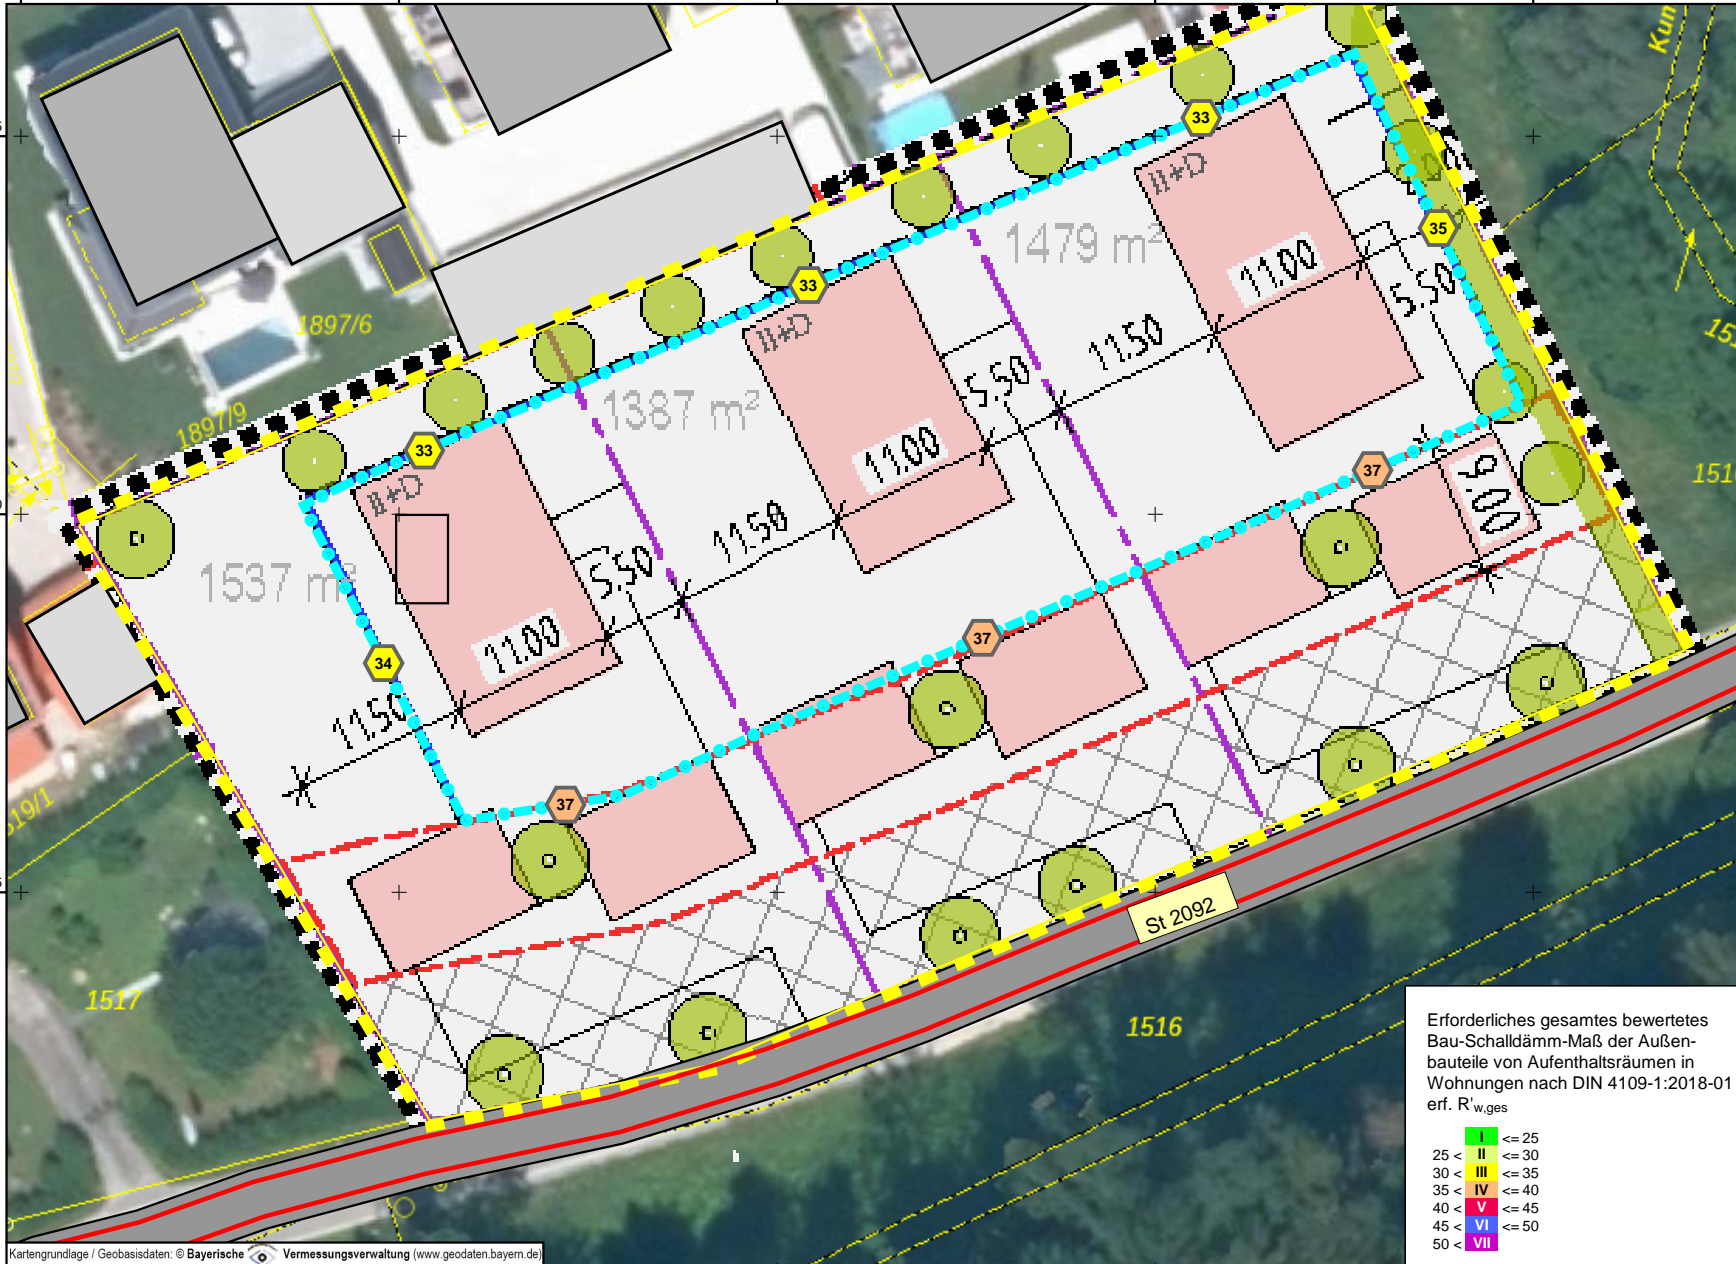 Kun
33
II+D
1479 m²
35
11.00
5.50
33
II+D
11.50
1897/6
1387 m²
5.50
1897/9
33
11.00
II+D
37
9.00
11.50
1537 m²
5.50
37
11.00
34
11.50
37
St 2092
1517
1516
Erforderliches gesamtes bewertetes
Bau-Schalldämm-Maß der Außen-
bauteile von Aufenthaltsräumen in
Wohnungen nach DIN 4109-1:2018-01
erf. R'w,ges
I <= 25
25 < II <= 30
30 < III <= 35
35 < IV <= 40
40 < V <= 45
45 < VI <= 50
50 < VII
Kartengrundlage / Geobasisdaten: © Bayerische Vermessungsverwaltung (www.geodaten.bayern.de)